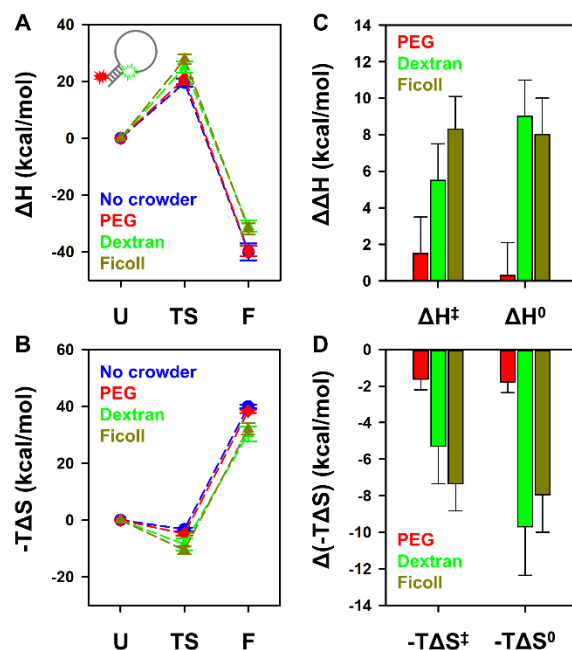 A
ΔH (kcal/mol)
40
20
0
-20
-40
No crowder
PEG
Dextran
Ficoll
U TS F
B
-TΔS (kcal/mol)
60
40
20
0
-20
No crowder
PEG
Dextran
Ficoll
U TS F
C
ΔΔH (kcal/mol)
14
12
10
8
6
4
2
0
PEG
Dextran
Ficoll
ΔH‡ ΔH⁰
D
Δ(-TΔS) (kcal/mol)
0
-2
-4
-6
-8
-10
-12
-14
PEG
Dextran
Ficoll
-TΔS‡ -TΔS⁰